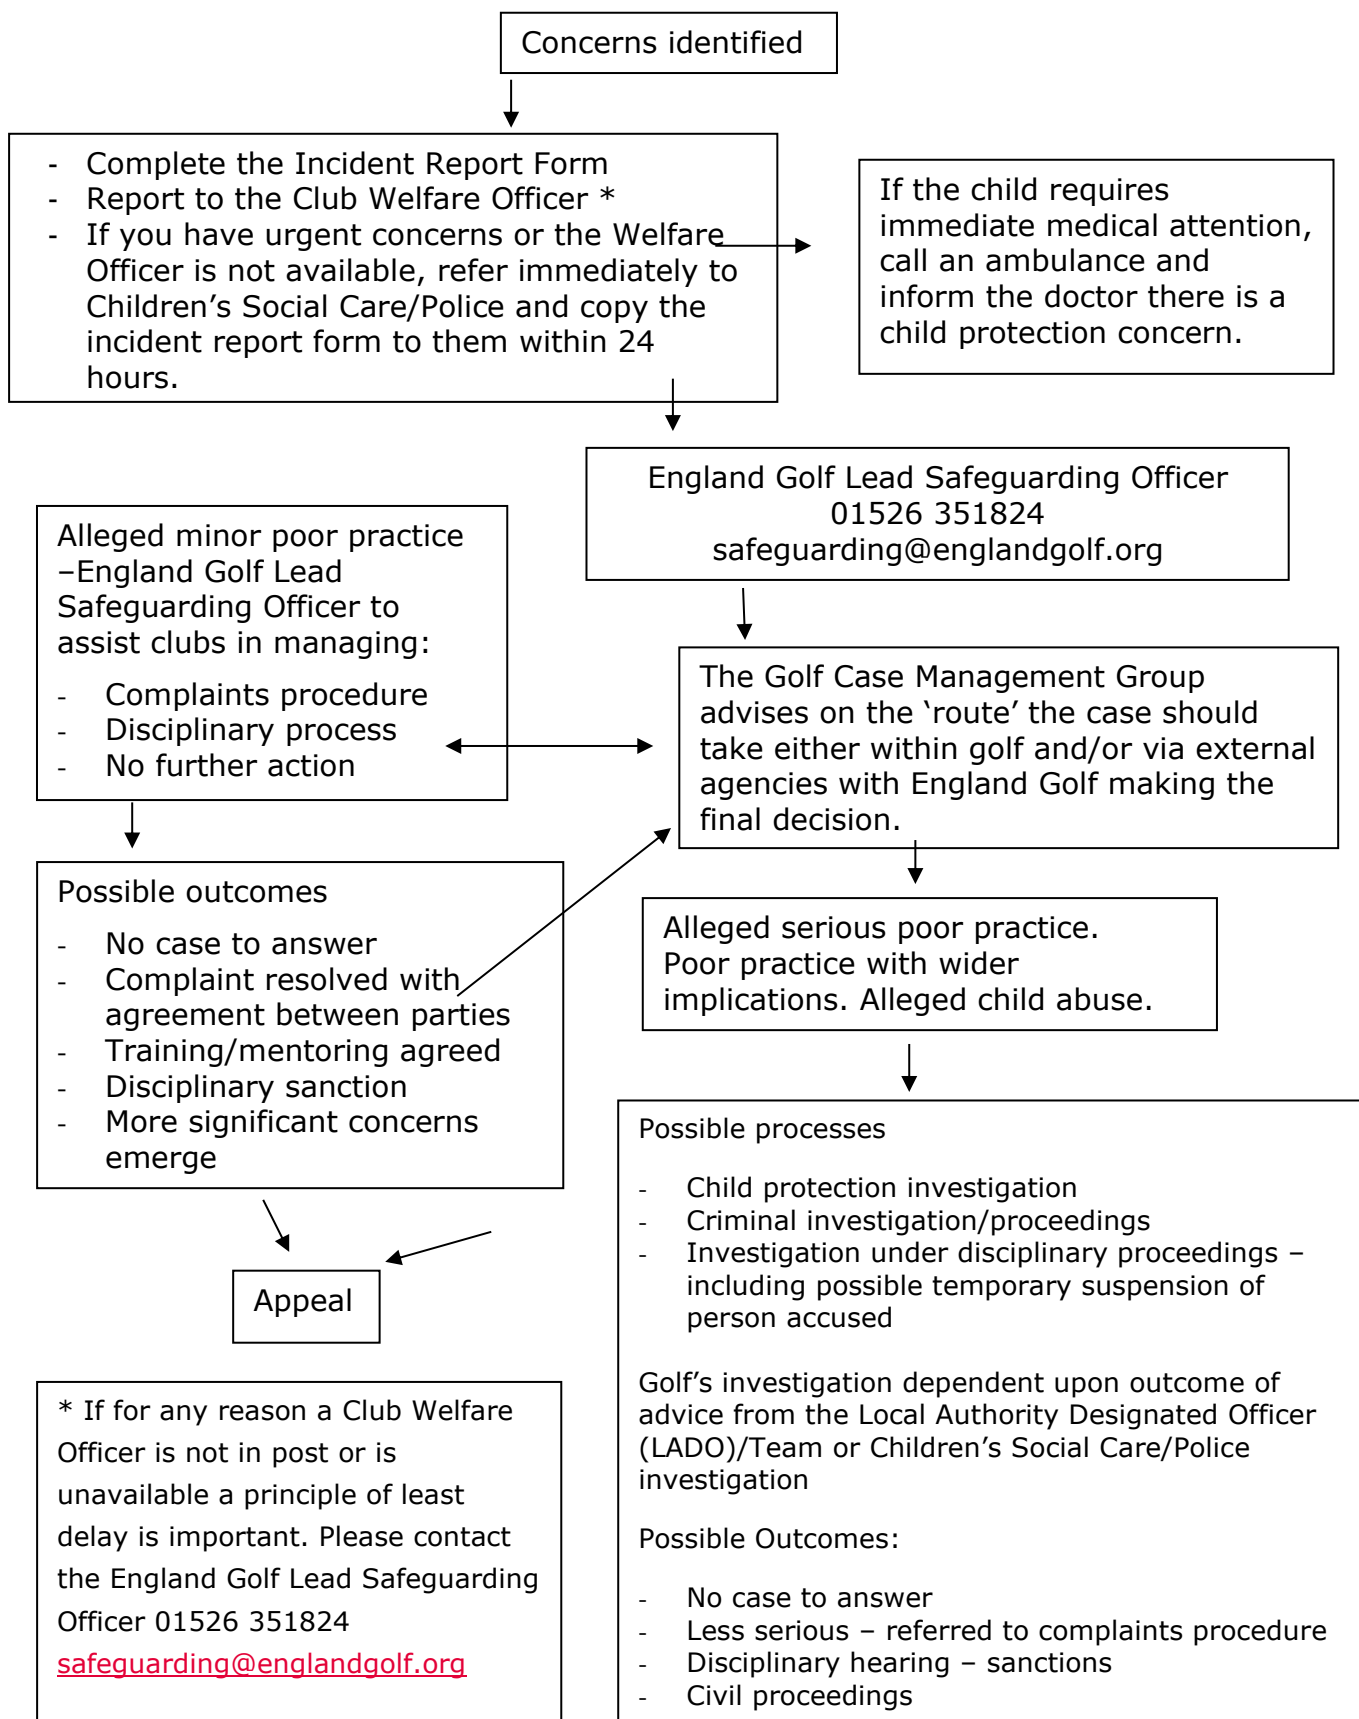 Concerns identified
- Complete the Incident Report Form
- Report to the Club Welfare Officer *
- If you have urgent concerns or the Welfare
Officer is not available, refer immediately to
Children’s Social Care/Police and copy the
incident report form to them within 24
hours.
If the child requires
immediate medical attention,
call an ambulance and
inform the doctor there is a
child protection concern.
England Golf Lead Safeguarding Officer
01526 351824
safeguarding@englandgolf.org
Alleged minor poor practice
–England Golf Lead
Safeguarding Officer to
assist clubs in managing:
- Complaints procedure
- Disciplinary process
- No further action
The Golf Case Management Group
advises on the ‘route’ the case should
take either within golf and/or via external
agencies with England Golf making the
final decision.
Possible outcomes
- No case to answer
- Complaint resolved with
agreement between parties
- Training/mentoring agreed
- Disciplinary sanction
- More significant concerns
emerge
Alleged serious poor practice.
Poor practice with wider
implications. Alleged child abuse.
Appeal
Possible processes
- Child protection investigation
- Criminal investigation/proceedings
- Investigation under disciplinary proceedings –
including possible temporary suspension of
person accused
Golf’s investigation dependent upon outcome of
advice from the Local Authority Designated Officer
(LADO)/Team or Children’s Social Care/Police
investigation
Possible Outcomes:
- No case to answer
- Less serious – referred to complaints procedure
- Disciplinary hearing – sanctions
- Civil proceedings
* If for any reason a Club Welfare
Officer is not in post or is
unavailable a principle of least
delay is important. Please contact
the England Golf Lead Safeguarding
Officer 01526 351824
safeguarding@englandgolf.org